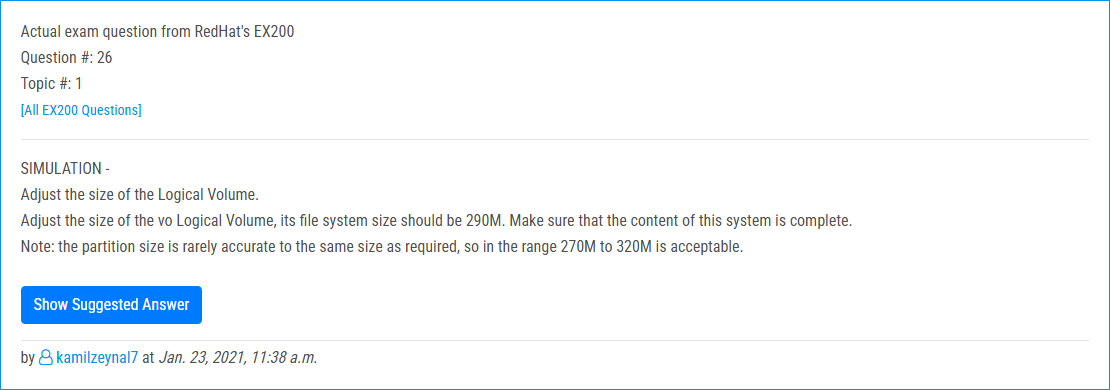 Actual exam question from RedHat's EX200
Question #: 26
Topic #: 1
[All EX200 Questions]
SIMULATION -
Adjust the size of the Logical Volume.
Adjust the size of the vo Logical Volume, its file system size should be 290M. Make sure that the content of this system is complete.
Note: the partition size is rarely accurate to the same size as required, so in the range 270M to 320M is acceptable.
Show Suggested Answer
by kamilzeynal7 at Jan. 23, 2021, 11:38 a.m.